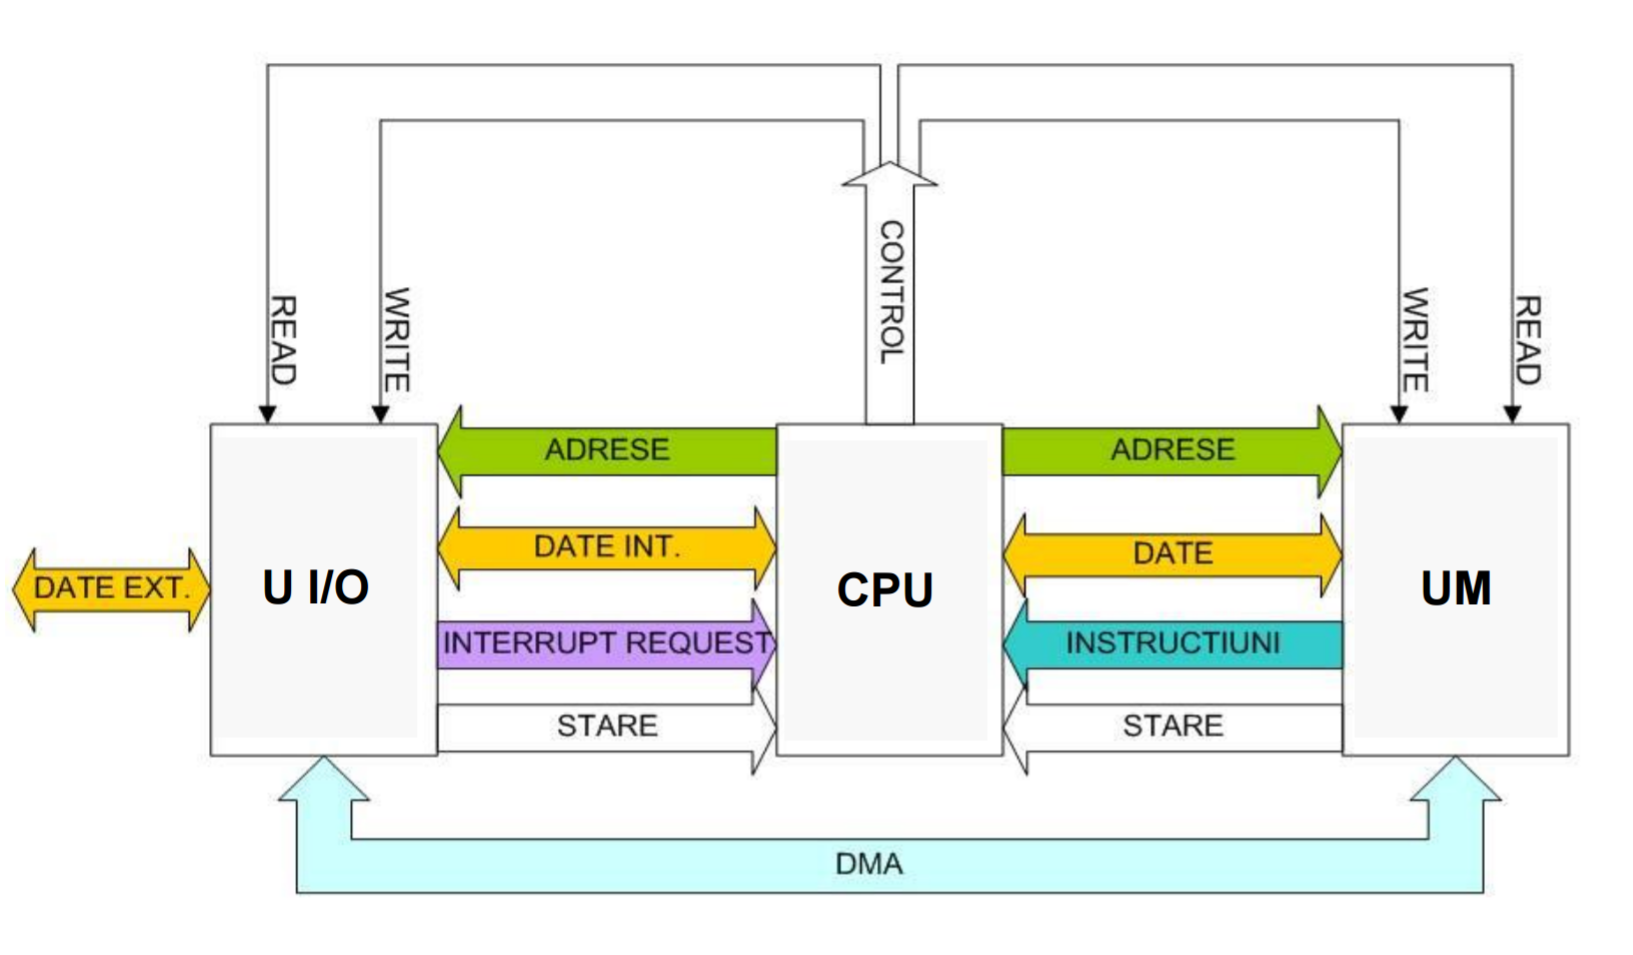 CONTROL
READ
WRITE
WRITE
READ
ADRESE
ADRESE
DATE INT.
DATE
DATE EXT.
U I/O
CPU
UM
INTERRUPT REQUEST
INSTRUCTIUNI
STARE
STARE
DMA